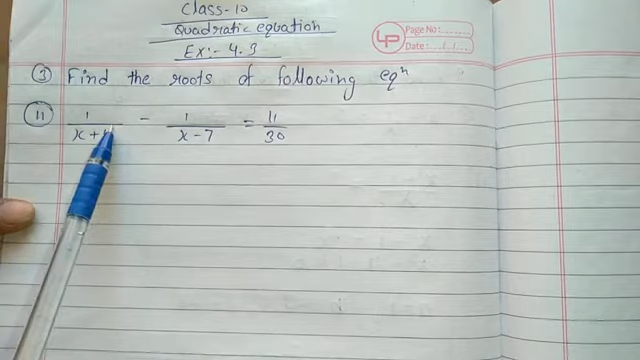 Class-10
Quadratic equation
Ex:- 4.3
LP
Page No:
Date: / /
③ Find the roots of following eqⁿ
⑪ 1/(x+4) - 1/(x-7) = 11/30